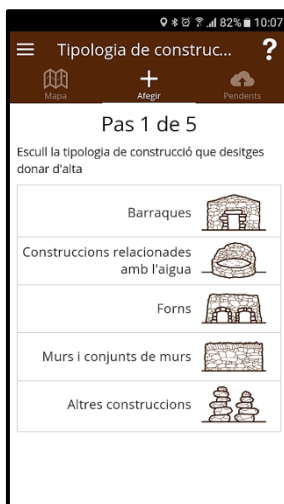 82% 10:07
Tipologia de construc... ?
Mapa
Afegir
Pendents
Pas 1 de 5
Escull la tipologia de construcció que desitges
donar d'alta
Barraques
Construccions relacionades
amb l'aigua
Forns
Murs i conjunts de murs
Altres construccions